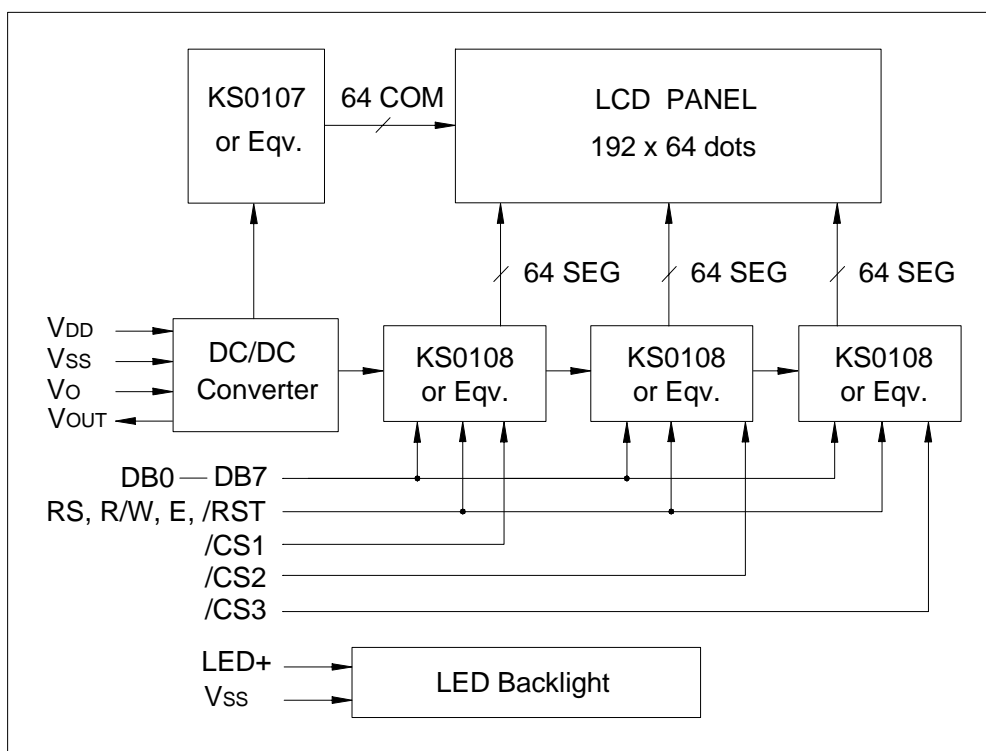 KS0107
or Eqv.
64 COM
LCD PANEL
192 x 64 dots
64 SEG
64 SEG
64 SEG
VDD
VSS
VO
VOUT
DC/DC
Converter
KS0108
or Eqv.
KS0108
or Eqv.
KS0108
or Eqv.
DB0 — DB7
RS, R/W, E, /RST
/CS1
/CS2
/CS3
LED+
VSS
LED Backlight